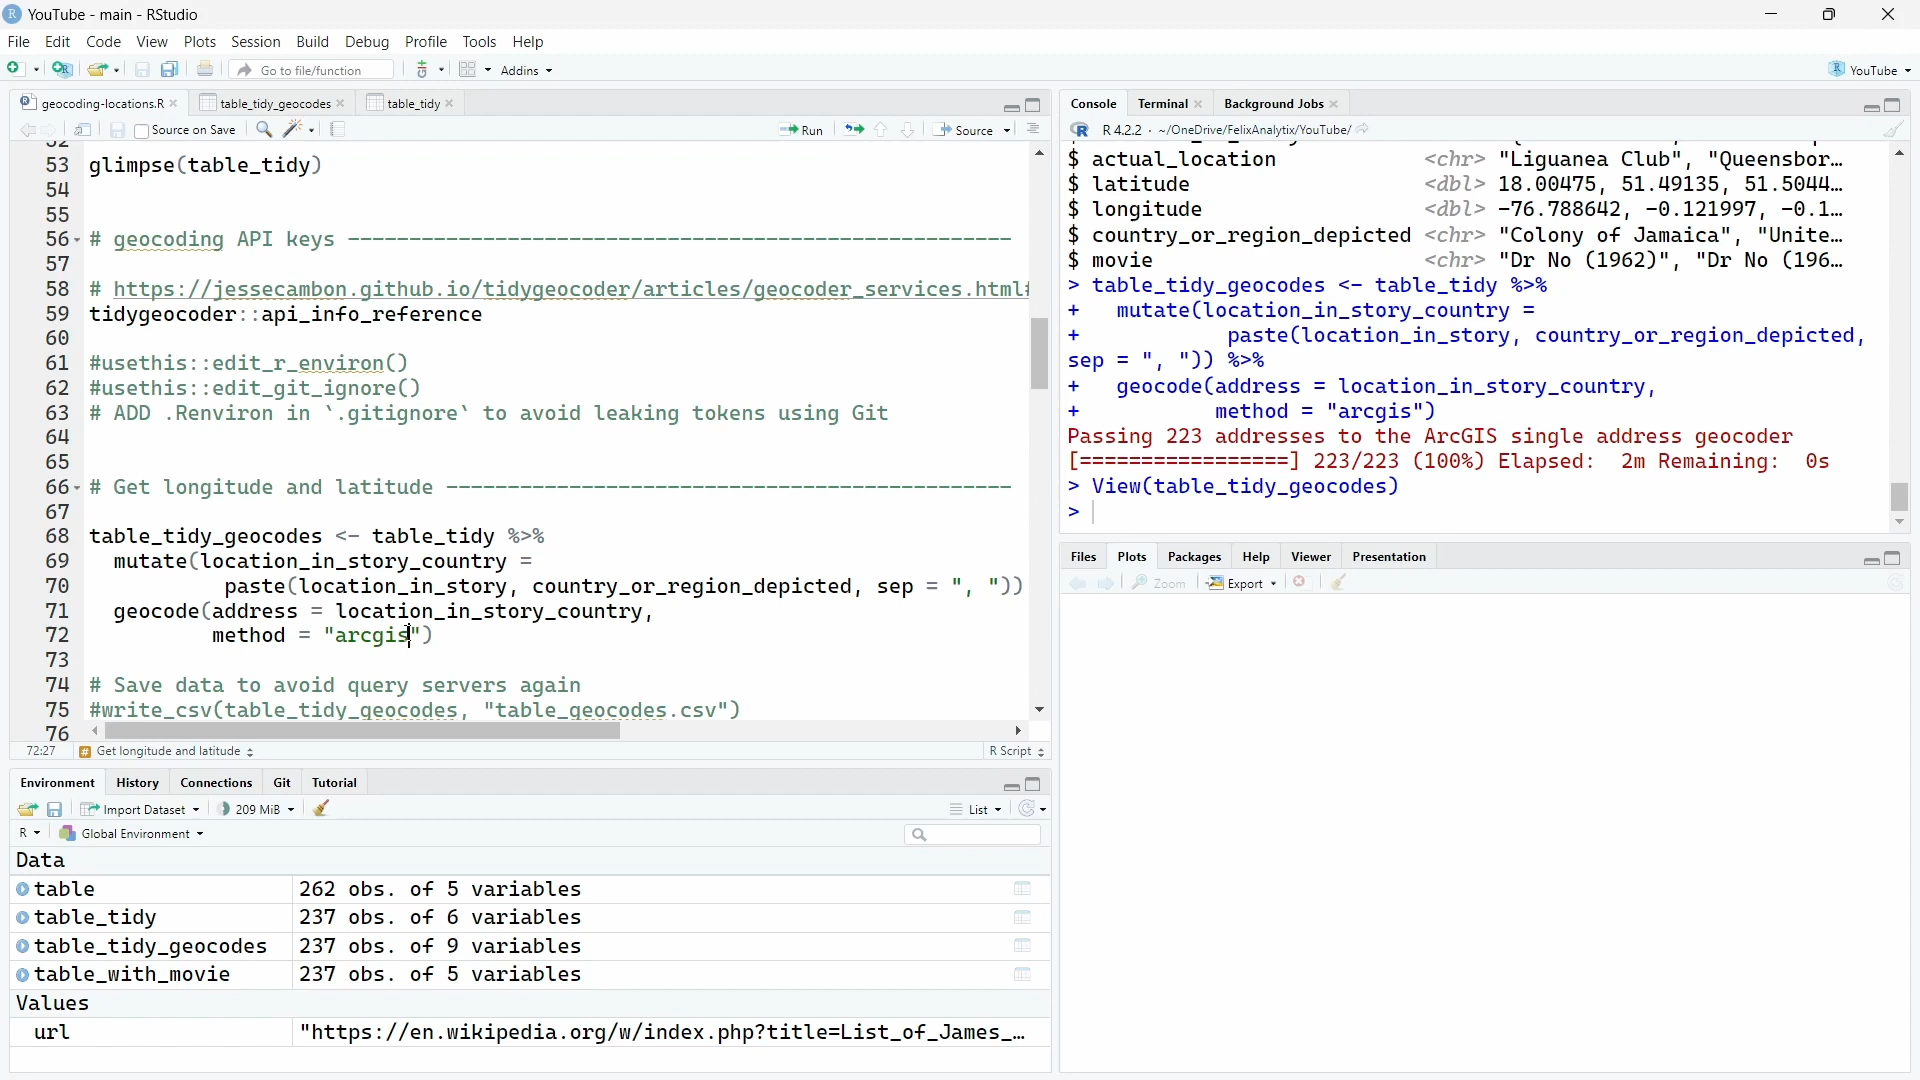 YouTube - main - RStudio
File Edit Code View Plots Session Build Debug Profile Tools Help
Go to file/function Addins YouTube
geocoding-locations.R table_tidy_geocodes table_tidy
Source on Save Run Source
53 glimpse(table_tidy)
54
55
56 # geocoding API keys ------------------------------------------------------
57
58 # https://jessecambon.github.io/tidygeocoder/articles/geocoder_services.html
59 tidygeocoder::api_info_reference
60
61 #usethis::edit_r_environ()
62 #usethis::edit_git_ignore()
63 # ADD .Renviron in `.gitignore` to avoid leaking tokens using Git
64
65
66 # Get longitude and latitude ----------------------------------------------
67
68 table_tidy_geocodes <- table_tidy %>%
69 mutate(location_in_story_country =
70 paste(location_in_story, country_or_region_depicted, sep = ", "))
71 geocode(address = location_in_story_country,
72 method = "arcgis")
73
74 # Save data to avoid query servers again
75 #write_csv(table_tidy_geocodes, "table_geocodes.csv")
76
72:27 # Get longitude and latitude R Script
Environment History Connections Git Tutorial
Import Dataset 209 MiB List
R Global Environment
Data
table 262 obs. of 5 variables
table_tidy 237 obs. of 6 variables
table_tidy_geocodes 237 obs. of 9 variables
table_with_movie 237 obs. of 5 variables
Values
url "https://en.wikipedia.org/w/index.php?title=List_of_James_…
Console Terminal Background Jobs
R 4.2.2 · ~/OneDrive/FelixAnalytix/YouTube/
$ actual_location <chr> "Liguanea Club", "Queensbor…
$ latitude <dbl> 18.00475, 51.49135, 51.5044…
$ longitude <dbl> -76.788642, -0.121997, -0.1…
$ country_or_region_depicted <chr> "Colony of Jamaica", "Unite…
$ movie <chr> "Dr No (1962)", "Dr No (196…
> table_tidy_geocodes <- table_tidy %>%
+ mutate(location_in_story_country =
+ paste(location_in_story, country_or_region_depicted,
sep = ", ")) %>%
+ geocode(address = location_in_story_country,
+ method = "arcgis")
Passing 223 addresses to the ArcGIS single address geocoder
[=================] 223/223 (100%) Elapsed: 2m Remaining: 0s
> View(table_tidy_geocodes)
>
Files Plots Packages Help Viewer Presentation
Zoom Export